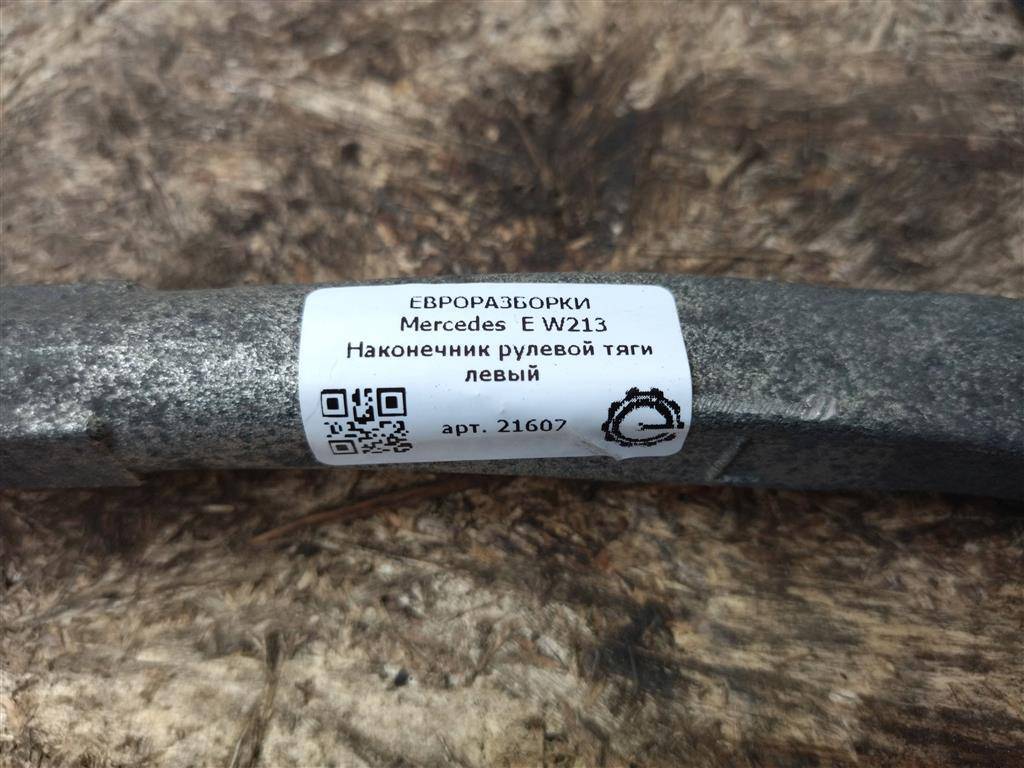 ЕВРОРАЗБОРКИ
Mercedes E W213
Наконечник рулевой тяги
левый
арт. 21607